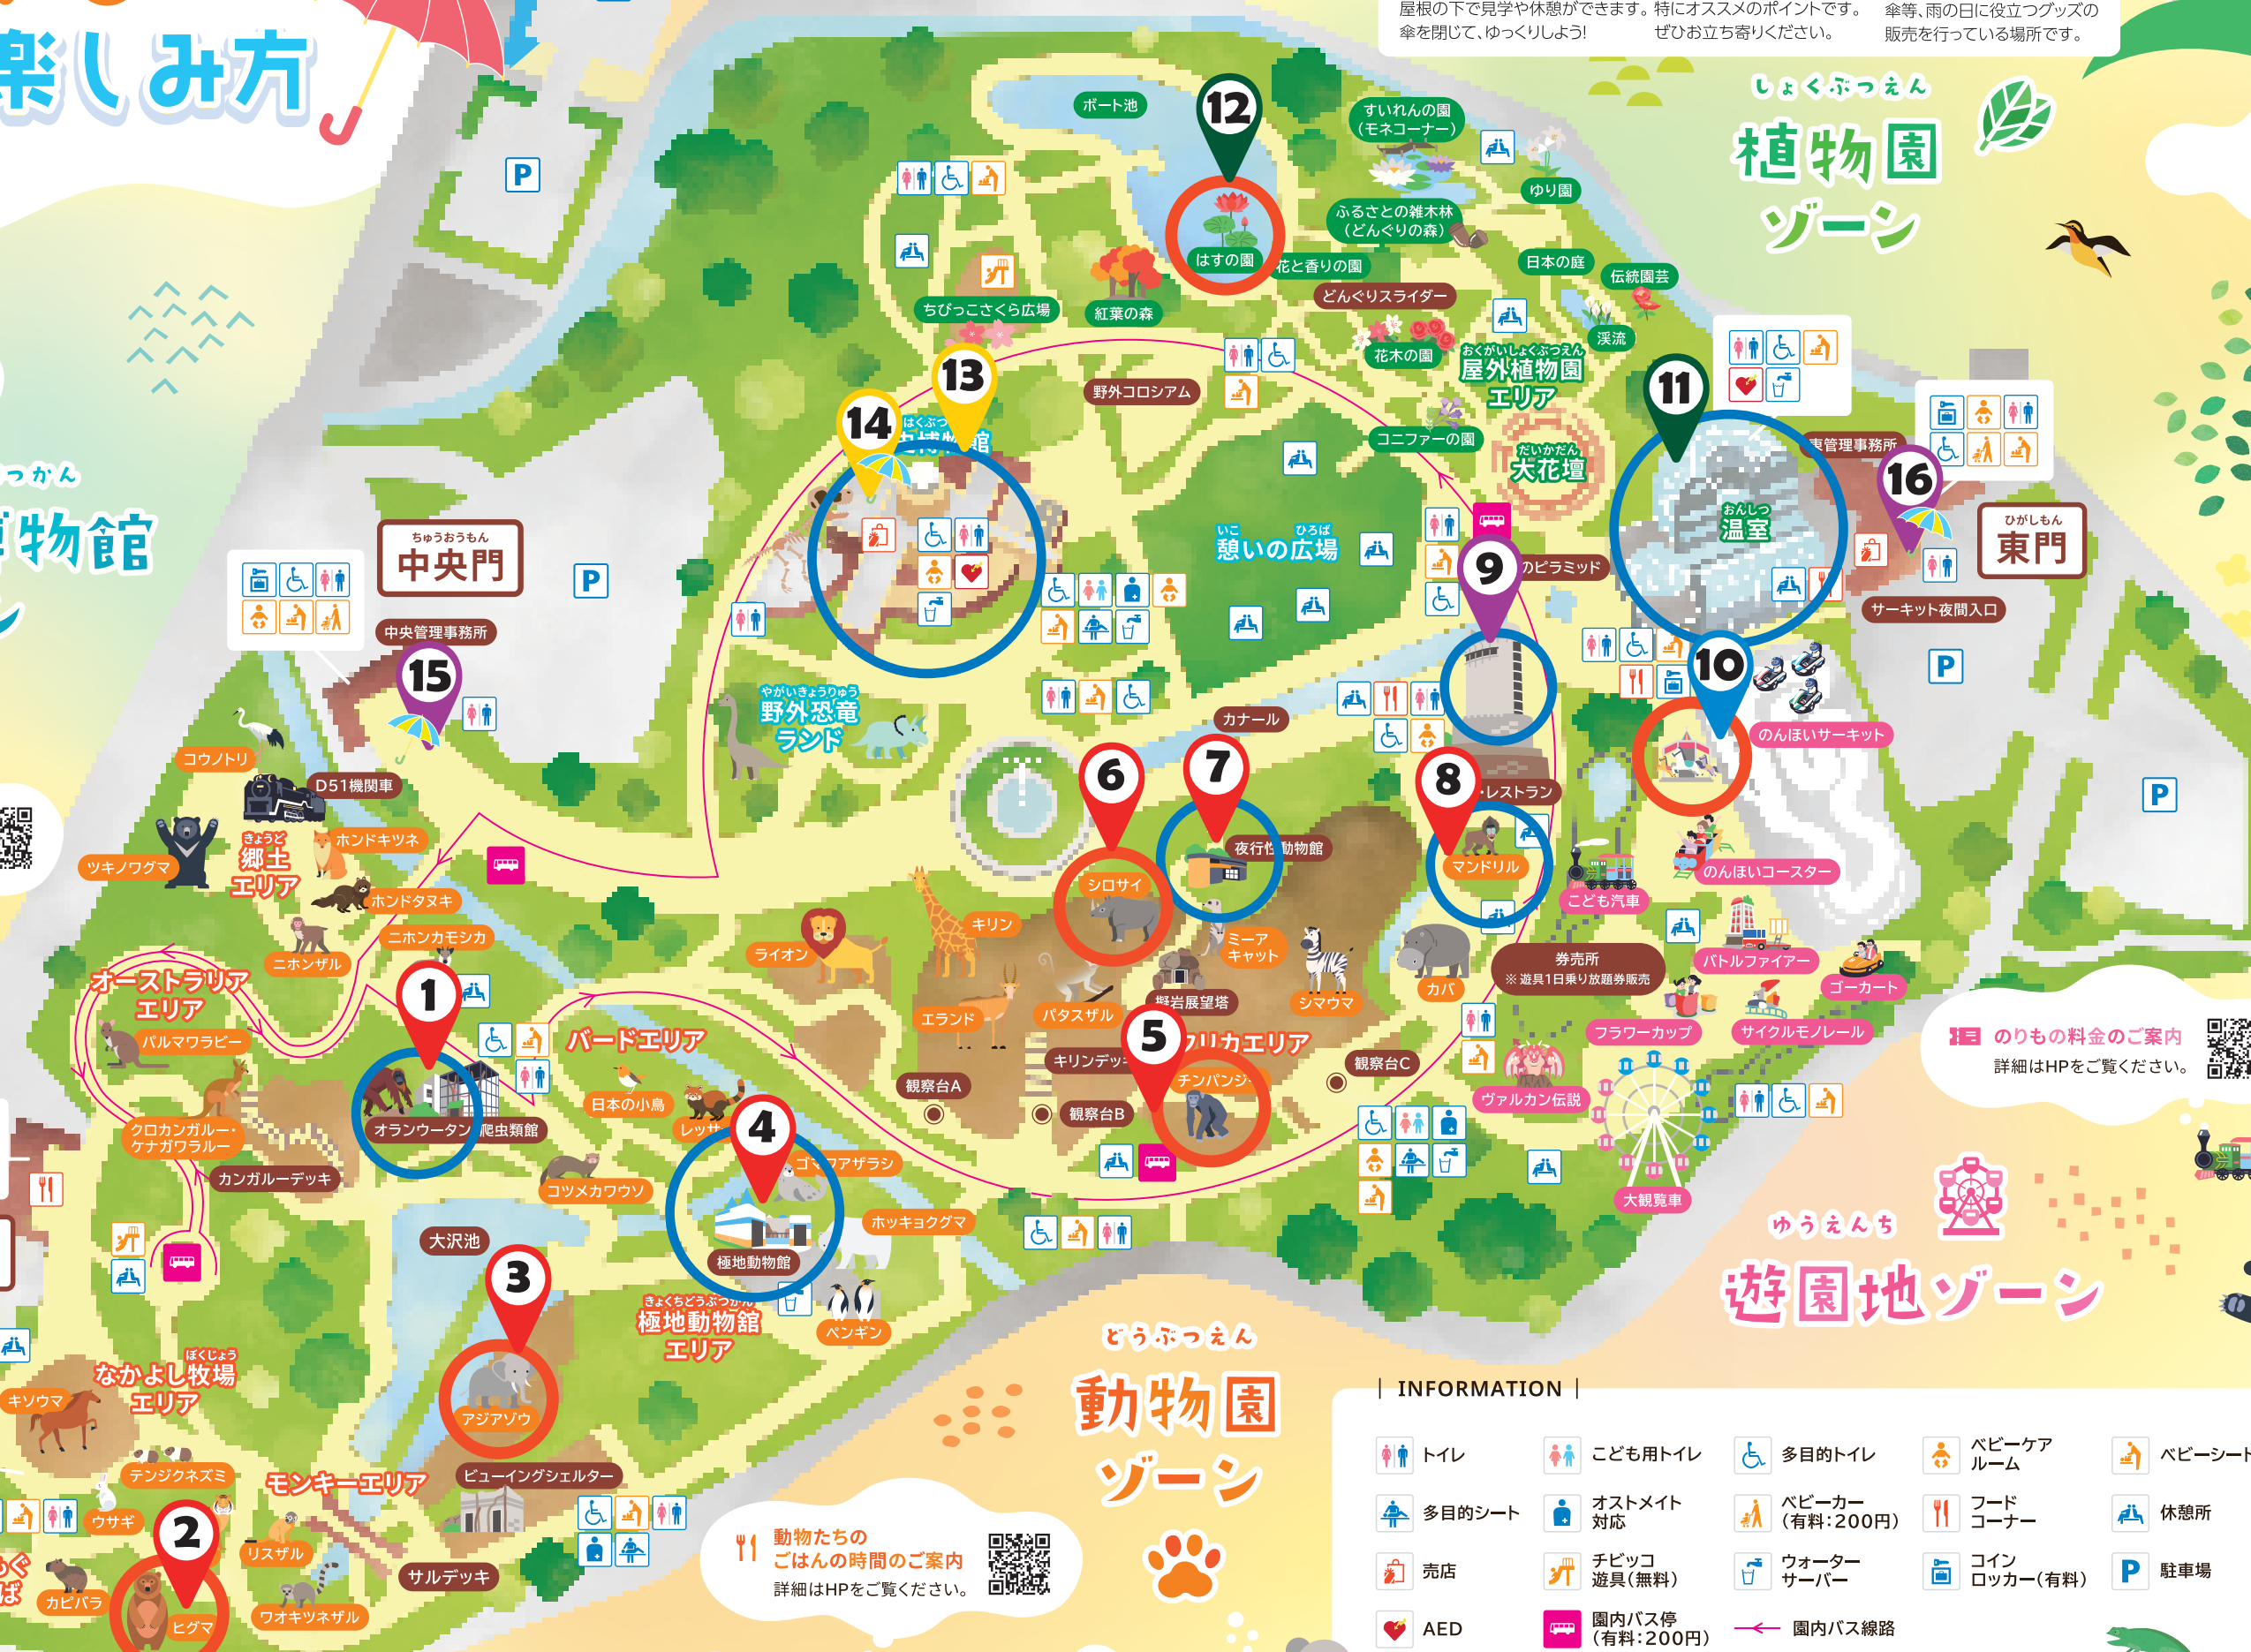 楽しみ方
屋根の下で見学や休憩ができます。
傘を閉じて、ゆっくりしよう!
特にオススメのポイントです。
ぜひお立ち寄りください。
傘等、雨の日に役立つグッズの
販売を行っている場所です。
しょくぶつえん
植物園
ゾーン
P
ボート池
12
すいれんの園
(モネコーナー)
ゆり園
ふるさとの雑木林
(どんぐりの森)
はすの園
花と香りの園
日本の庭
伝統園芸
どんぐりスライダー
ちびっこさくら広場
紅葉の森
渓流
花木の園
おくがいしょくぶつえん
屋外植物園
エリア
野外コロシアム
13
14
11
コニファーの園
だいかだん
大花壇
16
おんしつ
温室
ひがしもん
東門
いこ ひろば
憩いの広場
9
のピラミッド
サーキット夜間入口
つかん
物館
ちゅうおうもん
中央門
P
中央管理事務所
15
10
P
やがいきょうりゅう
野外恐竜
ランド
カナール
のんほいサーキット
コウノトリ
D51機関車
6
7
8
レストラン
P
ホンドキツネ
きょうど
郷土
エリア
ツキノワグマ
シロサイ
夜行性動物館
マンドリル
のんほいコースター
こども汽車
ホンドタヌキ
ニホンカモシカ
ニホンザル
キリン
ライオン
ミーア
キャット
カバ
バトルファイアー
券売所
※遊具1日乗り放題券販売
ゴーカート
オーストラリア
エリア
1
エランド
パタスザル
擬岩展望塔
シマウマ
フラワーカップ
サイクルモノレール
のりもの料金のご案内
詳細はHPをご覧ください。
パルマワラビー
バードエリア
5
リカエリア
キリンデッキ
観察台C
観察台A
観察台B
チンパンジー
ヴァルカン伝説
日本の小鳥
レッサ
クロカンガルー・
ケナガワラルー
オランウータン
爬虫類館
カンガルーデッキ
4
コツメカワウソ
ゴマフアザラシ
ホッキョクグマ
大観覧車
大沢池
極地動物館
3
ゆうえんち
遊園地ゾーン
きょくちどうぶつかん
極地動物館
エリア
ペンギン
どうぶつえん
動物園
ゾーン
ぼくじょう
なかよし牧場
エリア
キソウマ
アジアゾウ
テンジクネズミ
モンキーエリア
ビューイングシェルター
ウサギ
2
リスザル
サルデッキ
カピバラ
ヒグマ
ワオキツネザル
動物たちの
ごはんの時間のご案内
詳細はHPをご覧ください。
INFORMATION
トイレ
こども用トイレ
多目的トイレ
ベビーケア
ルーム
ベビーシート
多目的シート
オストメイト
対応
ベビーカー
(有料:200円)
フード
コーナー
休憩所
売店
チビッコ
遊具(無料)
ウォーター
サーバー
コイン
ロッカー(有料)
P
駐車場
AED
園内バス停
(有料:200円)
園内バス線路